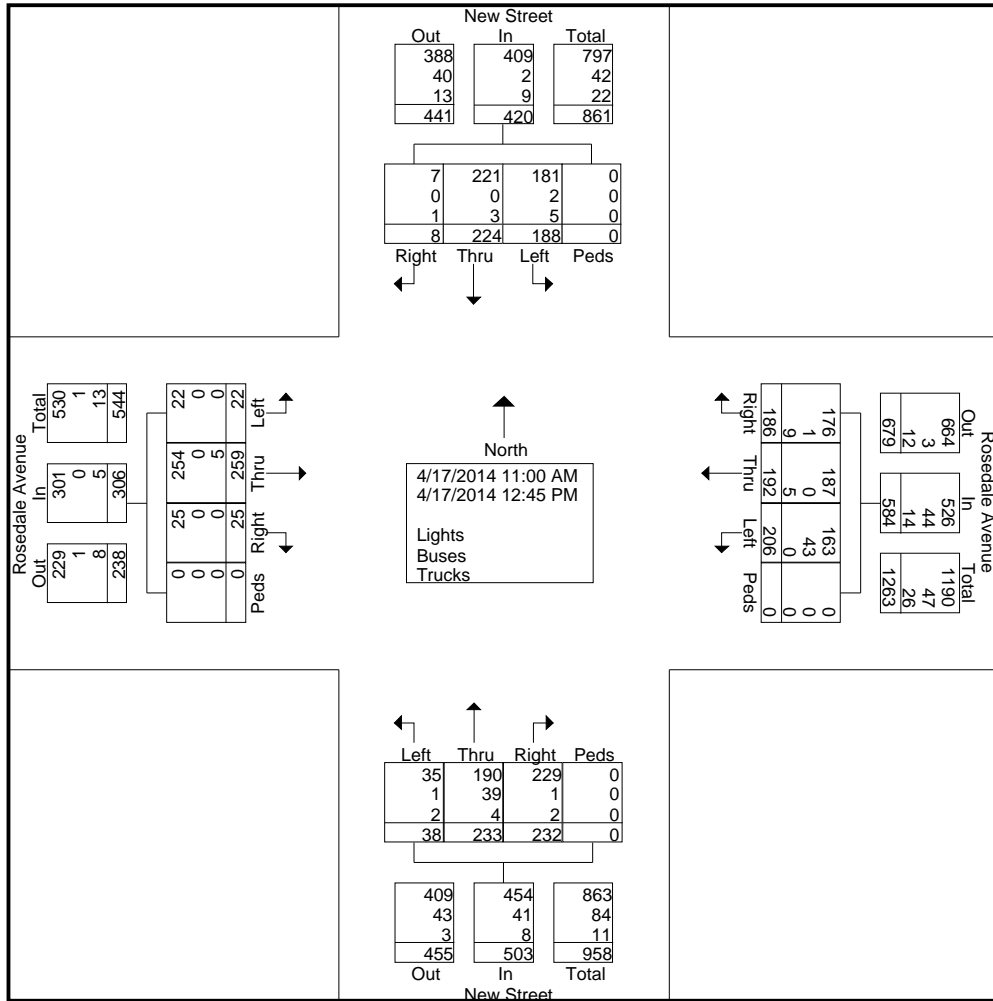 New Street
Out In Total
388 409 797
40 2 42
13 9 22
441 420 861
7 221 181 0
0 0 2 0
1 3 5 0
8 224 188 0
Right Thru Left Peds
Rosedale Avenue
Total In Out
530 301 229
1 0 1
13 5 8
544 306 238
22 254 25 0
0 0 0 0
0 5 0 0
22 259 25 0
Left Thru Right Peds
North
4/17/2014 11:00 AM
4/17/2014 12:45 PM
Lights
Buses
Trucks
Right Thru Left Peds
176 187 163 0
1 0 43 0
9 5 0 0
186 192 206 0
Rosedale Avenue
Out In Total
664 526 1190
3 44 47
12 14 26
679 584 1263
Left Thru Right Peds
35 190 229 0
1 39 1 0
2 4 2 0
38 233 232 0
409 454 863
43 41 84
3 8 11
455 503 958
Out In Total
New Street